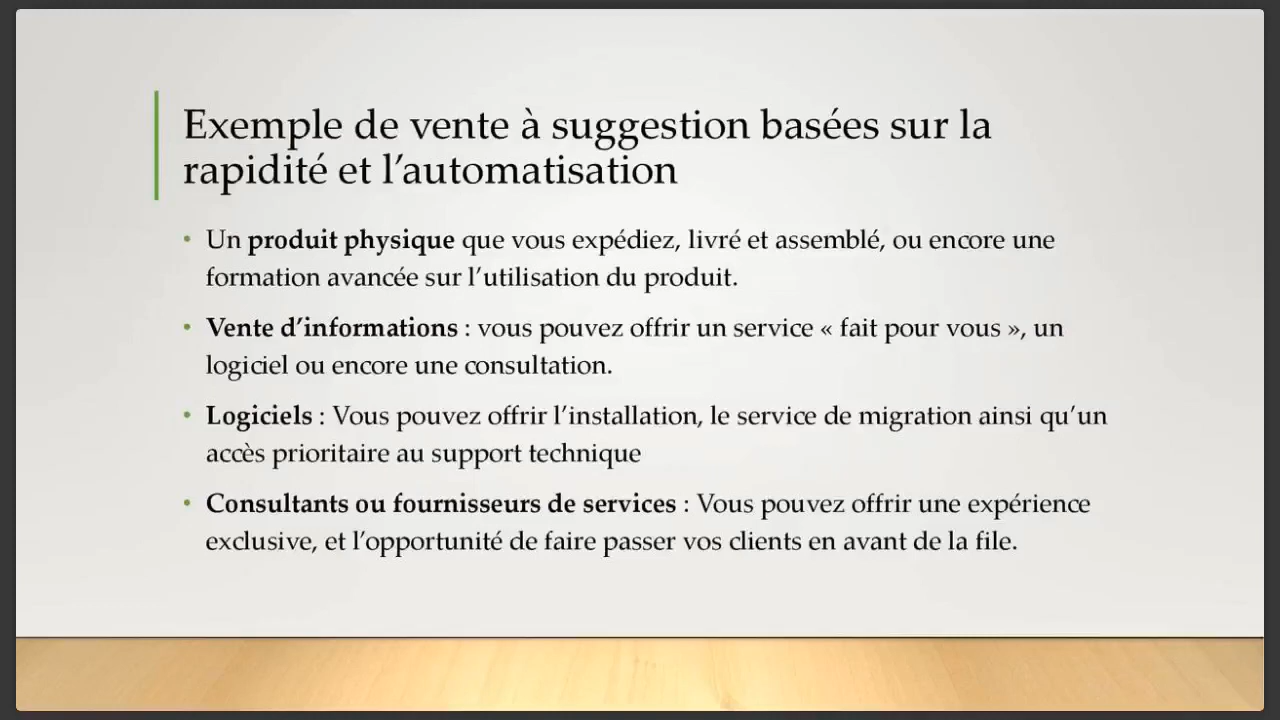 Exemple de vente à suggestion basées sur la
rapidité et l’automatisation
• Un produit physique que vous expédiez, livré et assemblé, ou encore une
formation avancée sur l’utilisation du produit.
• Vente d’informations : vous pouvez offrir un service « fait pour vous », un
logiciel ou encore une consultation.
• Logiciels : Vous pouvez offrir l’installation, le service de migration ainsi qu’un
accès prioritaire au support technique
• Consultants ou fournisseurs de services : Vous pouvez offrir une expérience
exclusive, et l’opportunité de faire passer vos clients en avant de la file.